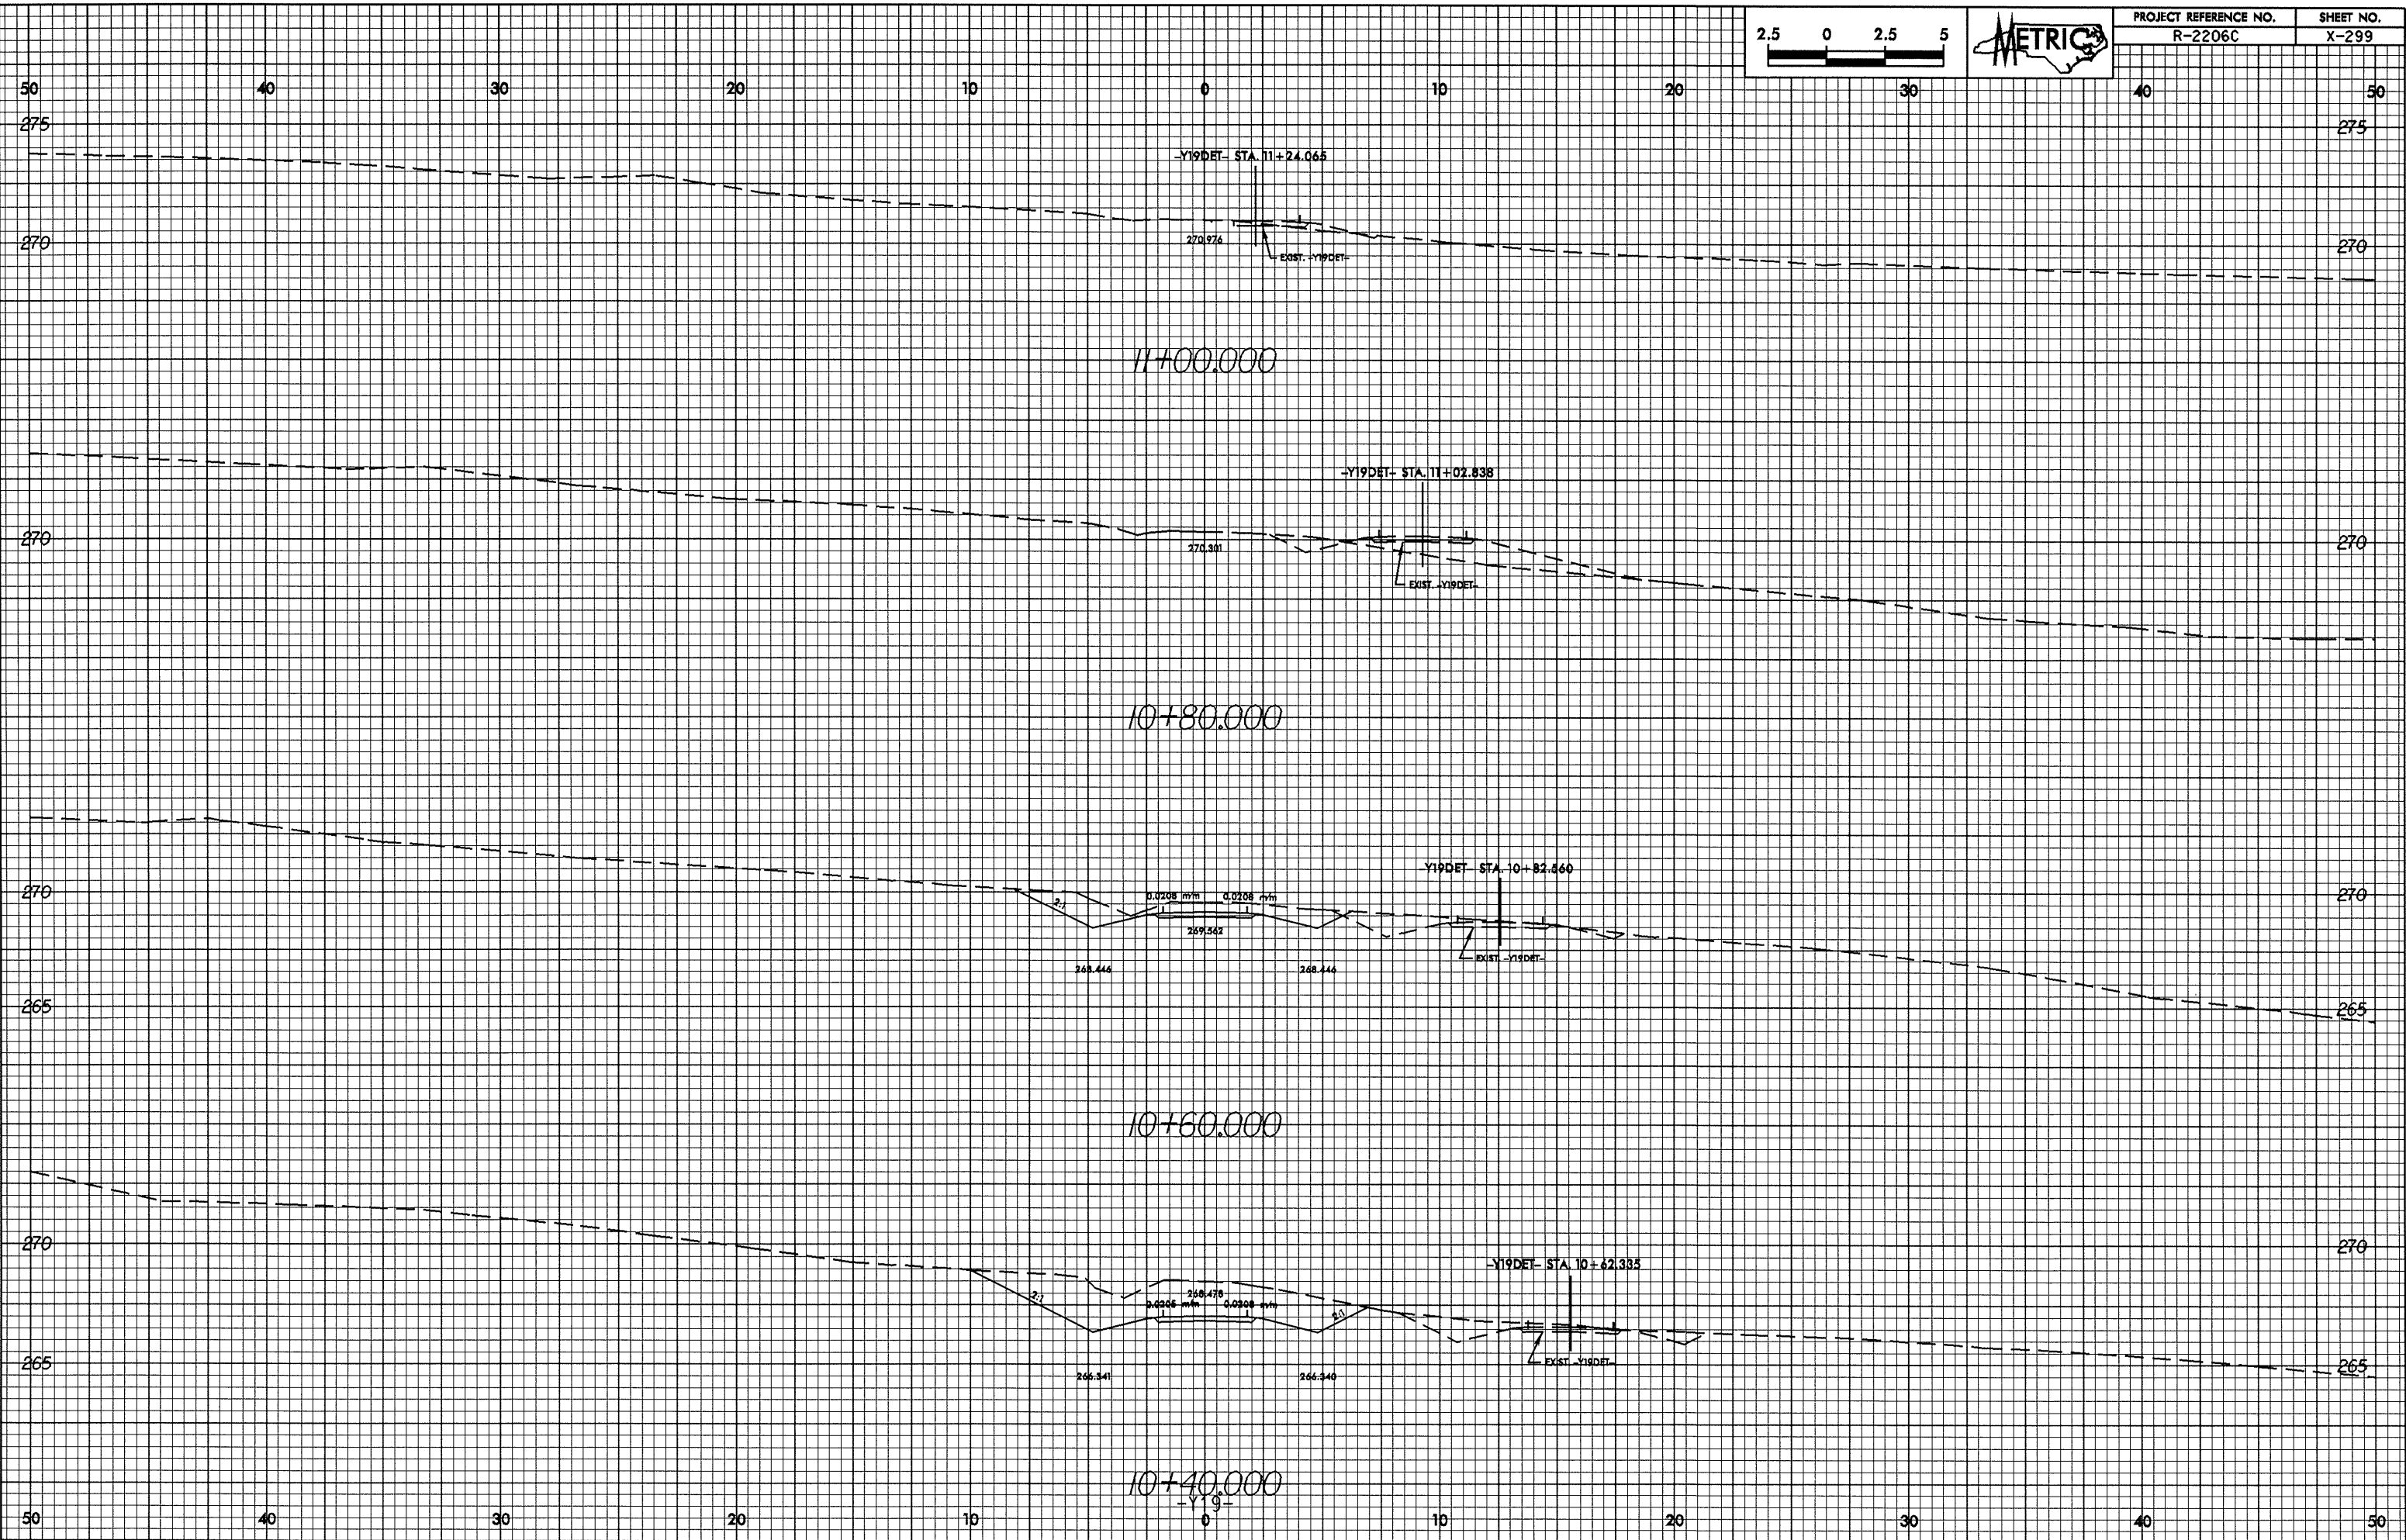 PROJECT REFERENCE NO. SHEET NO.
R-2206C X-299
2.5 0 2.5 5
METRIC
50 40 30 20 10 0 10 20 30 40 50
275 275
-Y19DET- STA. 11+24.065
270 270.976 270
EXIST. -Y19DET-
11+00.000
-Y19DET- STA. 11+02.838
270 270.301 270
EXIST. -Y19DET-
10+80.000
-Y19DET- STA. 10+82.560
270 270
2:1 0.0208 m/m 0.0208 m/m
269.562
EXIST. -Y19DET-
268.446 268.446
265 265
10+60.000
270 270
-Y19DET- STA. 10+62.335
2:1 268.478
0.0208 m/m 0.0208 m/m 2:1
265 EXIST. -Y19DET- 265
266.341 266.340
10+40.000
-Y19-
50 40 30 20 10 0 10 20 30 40 50